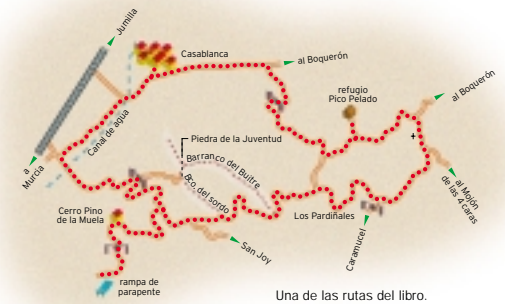 Jumilla
Casablanca
al Boquerón
refugio
Pico Pelado
al Boquerón
Canal de agua
a
Murcia
Piedra de la Juventud
Barranco del Buitre
Bco. del sordo
Cerro Pino
de la Muela
Los Pardiñales
al Mojón
de las 4 caras
San Joy
Caramucel
rampa de
parapente
Una de las rutas del libro.